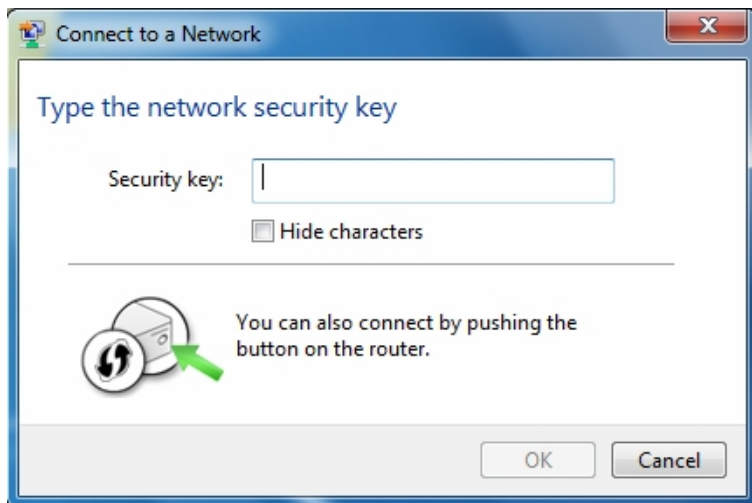 Connect to a Network
Type the network security key
Security key:
Hide characters
You can also connect by pushing the
button on the router.
OK
Cancel